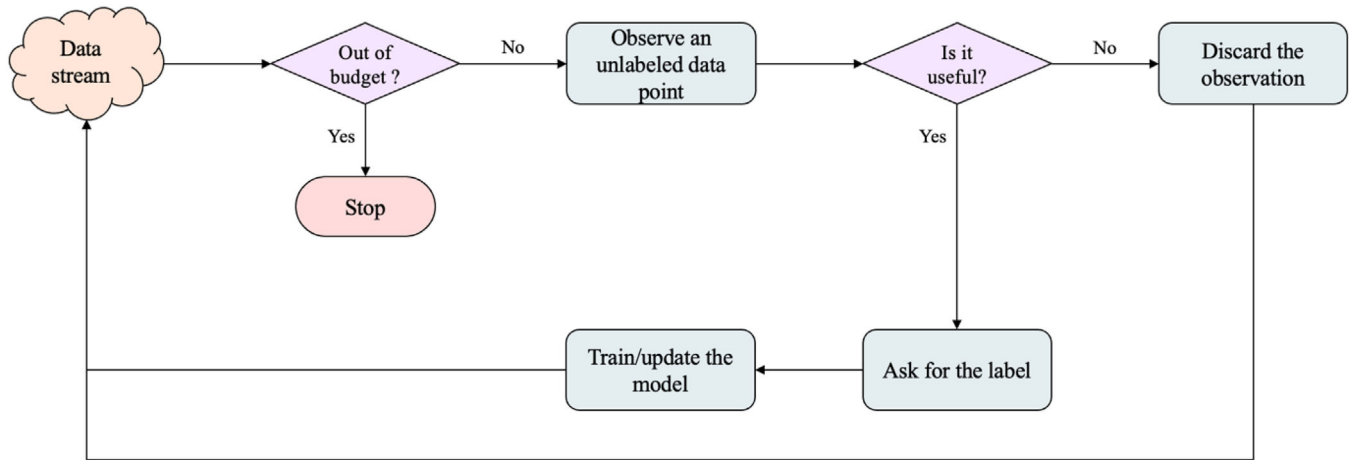 Data
stream
Out of
budget ?
No
Observe an
unlabeled data
point
Is it
useful?
No
Discard the
observation
Yes
Stop
Yes
Train/update the
model
Ask for the label